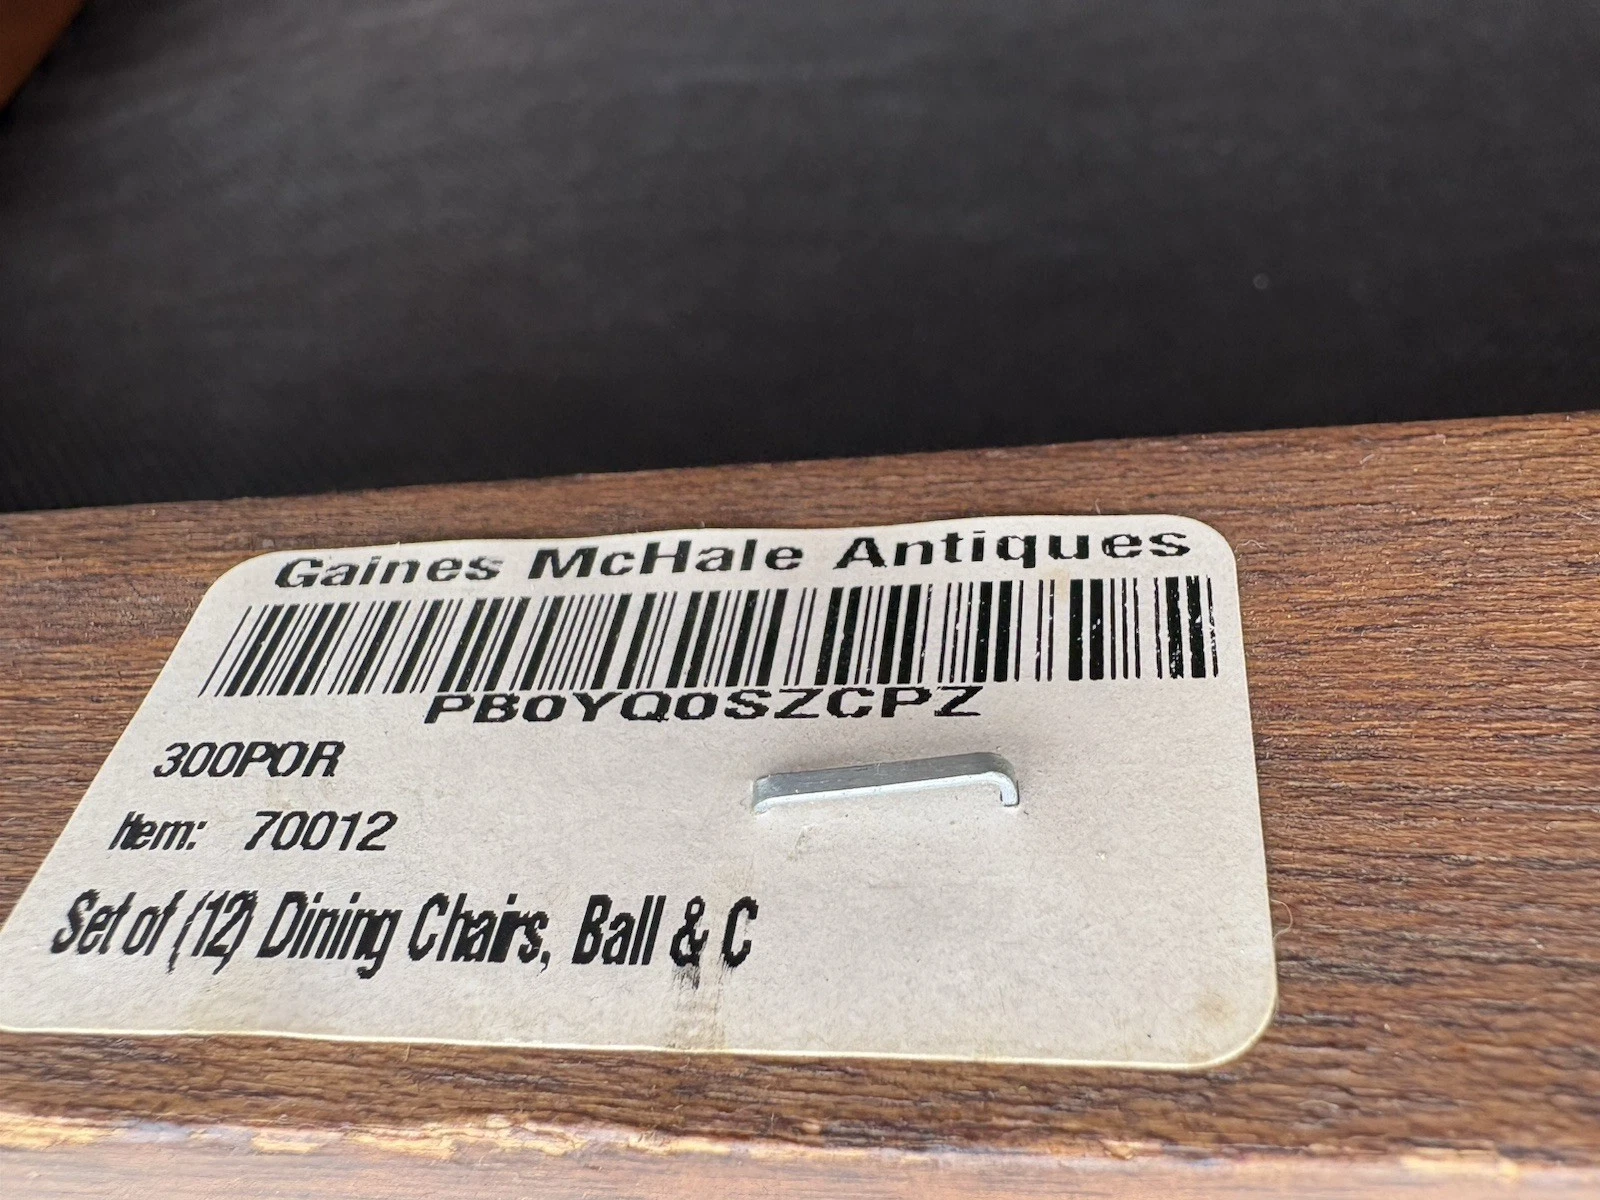 Gaines McHale Antiques
PB0YQ0SZCPZ
300POR
Item: 70012
Set of (12) Dining Chairs, Ball & C